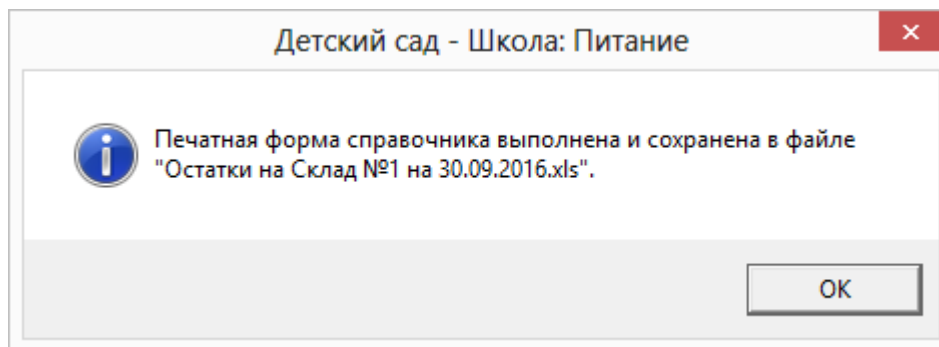 Детский сад - Школа: Питание
Печатная форма справочника выполнена и сохранена в файле
"Остатки на Склад №1 на 30.09.2016.xls".
OK